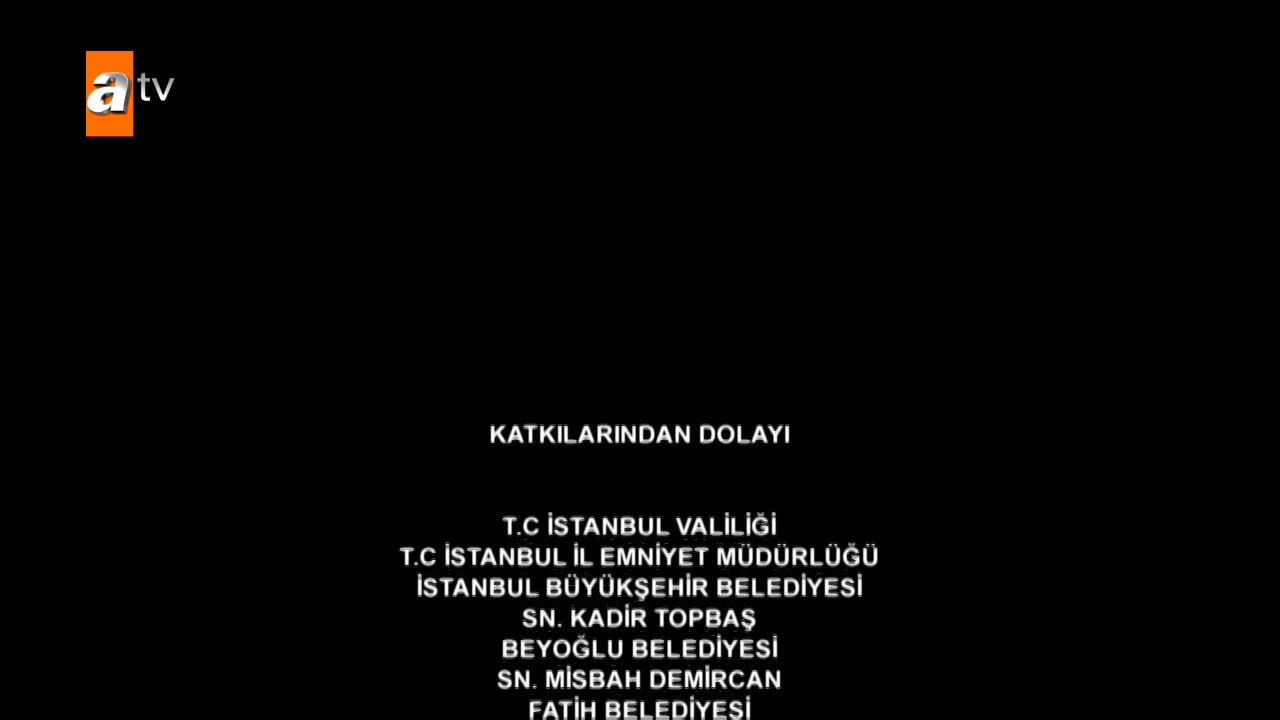 atv
KATKILARINDAN DOLAYI
T.C İSTANBUL VALİLİĞİ
T.C İSTANBUL İL EMNİYET MÜDÜRLÜĞÜ
İSTANBUL BÜYÜKŞEHİR BELEDİYESİ
SN. KADİR TOPBAŞ
BEYOĞLU BELEDİYESİ
SN. MİSBAH DEMİRCAN
FATİH BELEDİYESİ